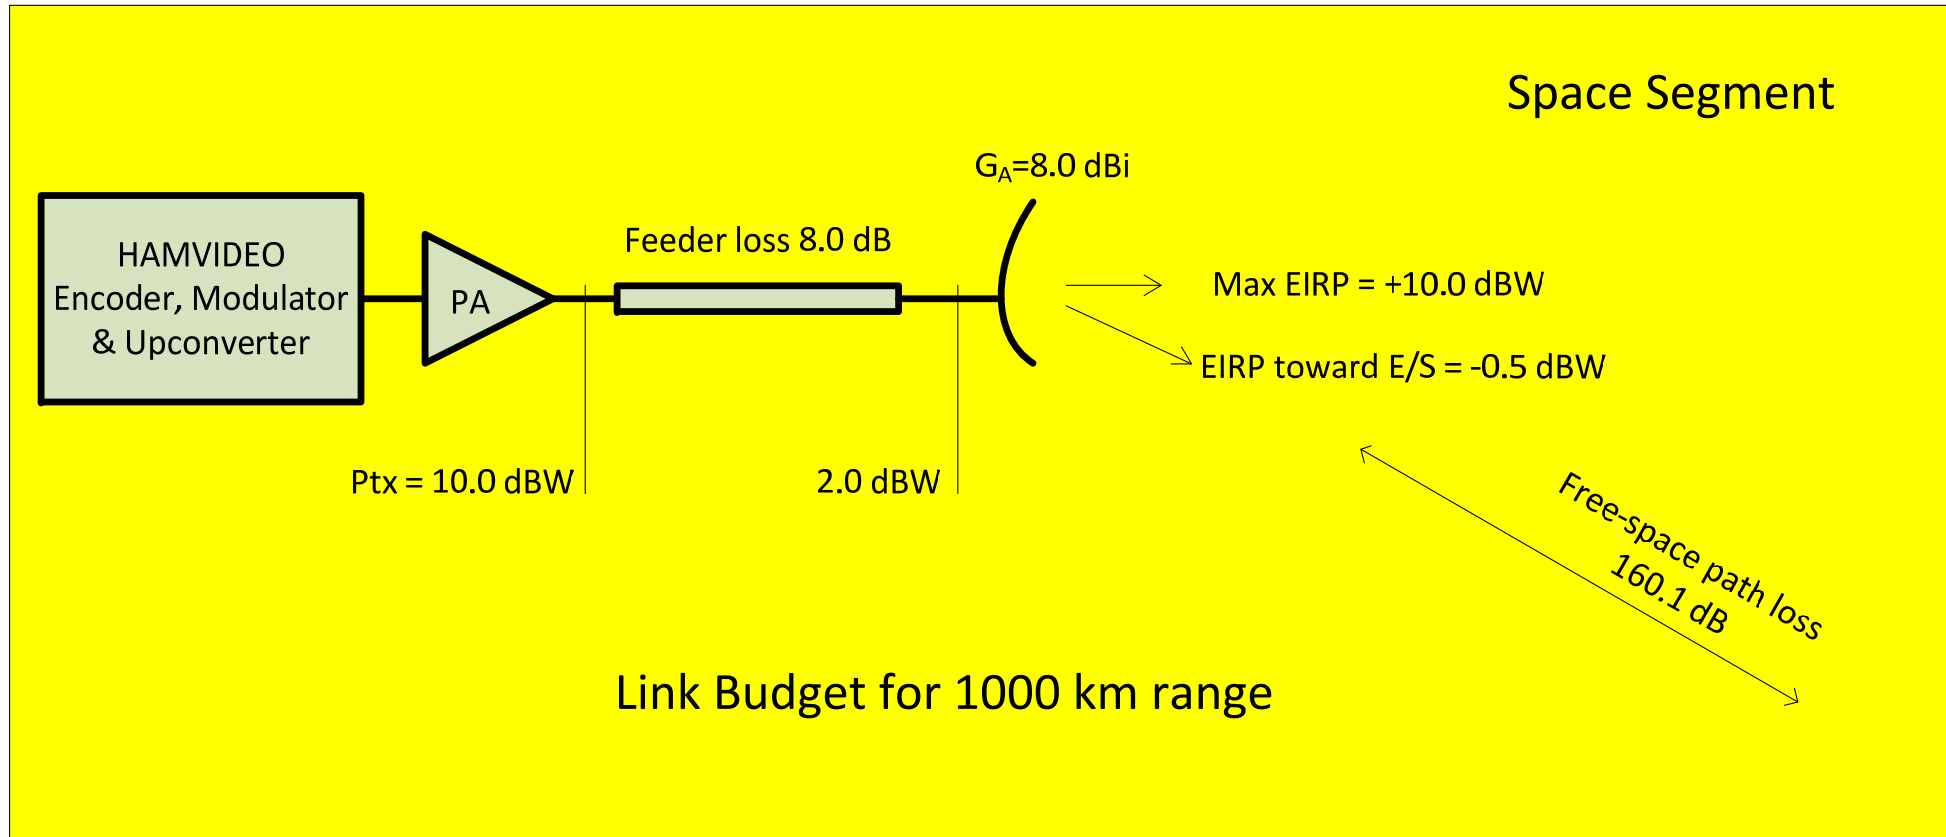 Space Segment
G_A=8.0 dBi
HAMVIDEO
Encoder, Modulator
& Upconverter
PA
Feeder loss 8.0 dB
Max EIRP = +10.0 dBW
EIRP toward E/S = -0.5 dBW
Ptx = 10.0 dBW
2.0 dBW
Free-space path loss
160.1 dB
Link Budget for 1000 km range